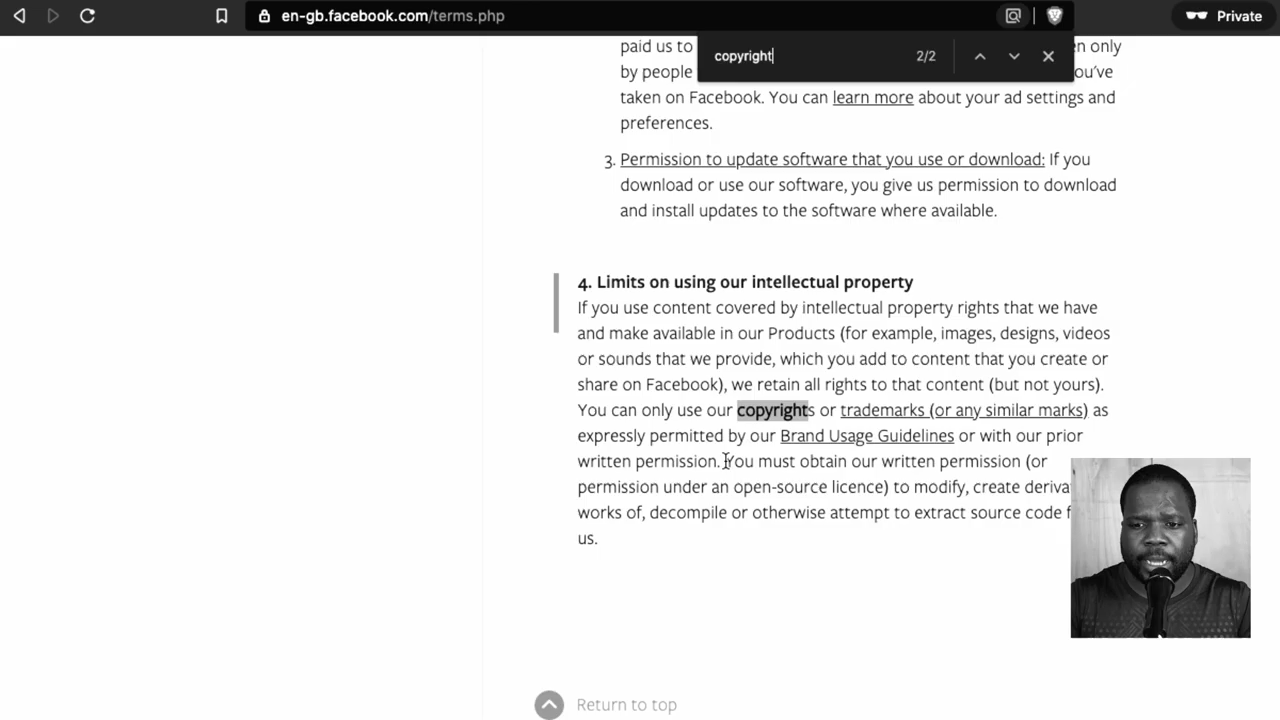 en-gb.facebook.com/terms.php
Private
copyright 2/2
paid us to
n only
by people
ou've
taken on Facebook. You can learn more about your ad settings and
preferences.
3. Permission to update software that you use or download: If you
download or use our software, you give us permission to download
and install updates to the software where available.
4. Limits on using our intellectual property
If you use content covered by intellectual property rights that we have
and make available in our Products (for example, images, designs, videos
or sounds that we provide, which you add to content that you create or
share on Facebook), we retain all rights to that content (but not yours).
You can only use our copyrights or trademarks (or any similar marks) as
expressly permitted by our Brand Usage Guidelines or with our prior
written permission. You must obtain our written permission (or
permission under an open-source licence) to modify, create deriva
works of, decompile or otherwise attempt to extract source code f
us.
Return to top